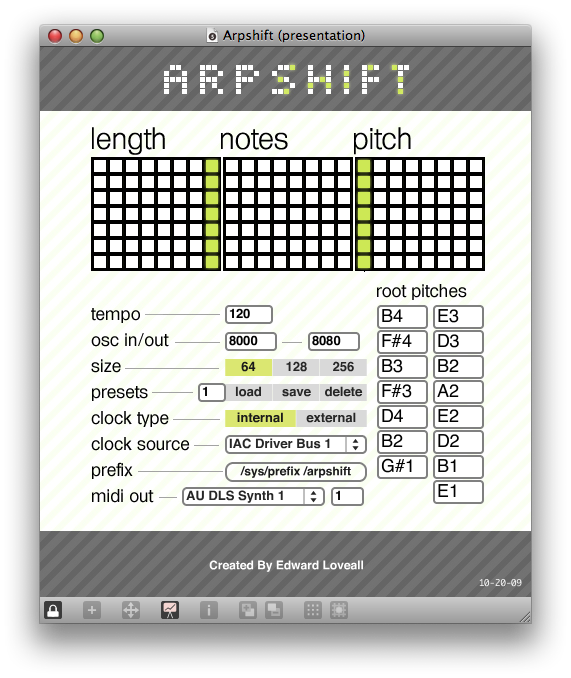 Arpshift (presentation)
ARPSHIFT
length notes pitch
root pitches
tempo 120
osc in/out 8000 8080
size 64 128 256
presets 1 load save delete
clock type internal external
clock source IAC Driver Bus 1
prefix /sys/prefix /arpshift
midi out AU DLS Synth 1 1
B4 E3
F#4 D3
B3 B2
F#3 A2
D4 E2
B2 D2
G#1 B1
E1
Created By Edward Loveall
10-20-09